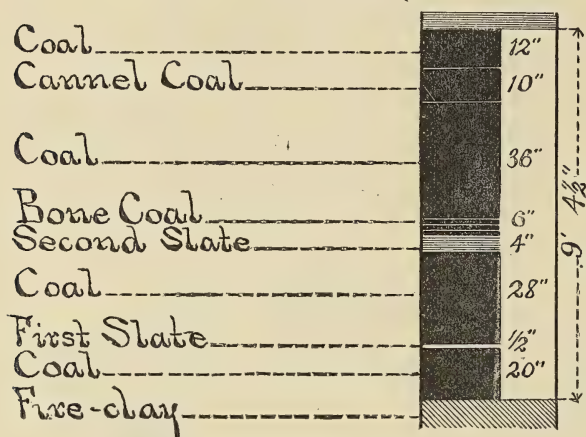 Coal 12"
Cannel Coal 10"
Coal 36"
Bone Coal 6"
Second Slate 4"
Coal 28"
First Slate ½"
Coal 20"
Fire-clay
9' 4½"